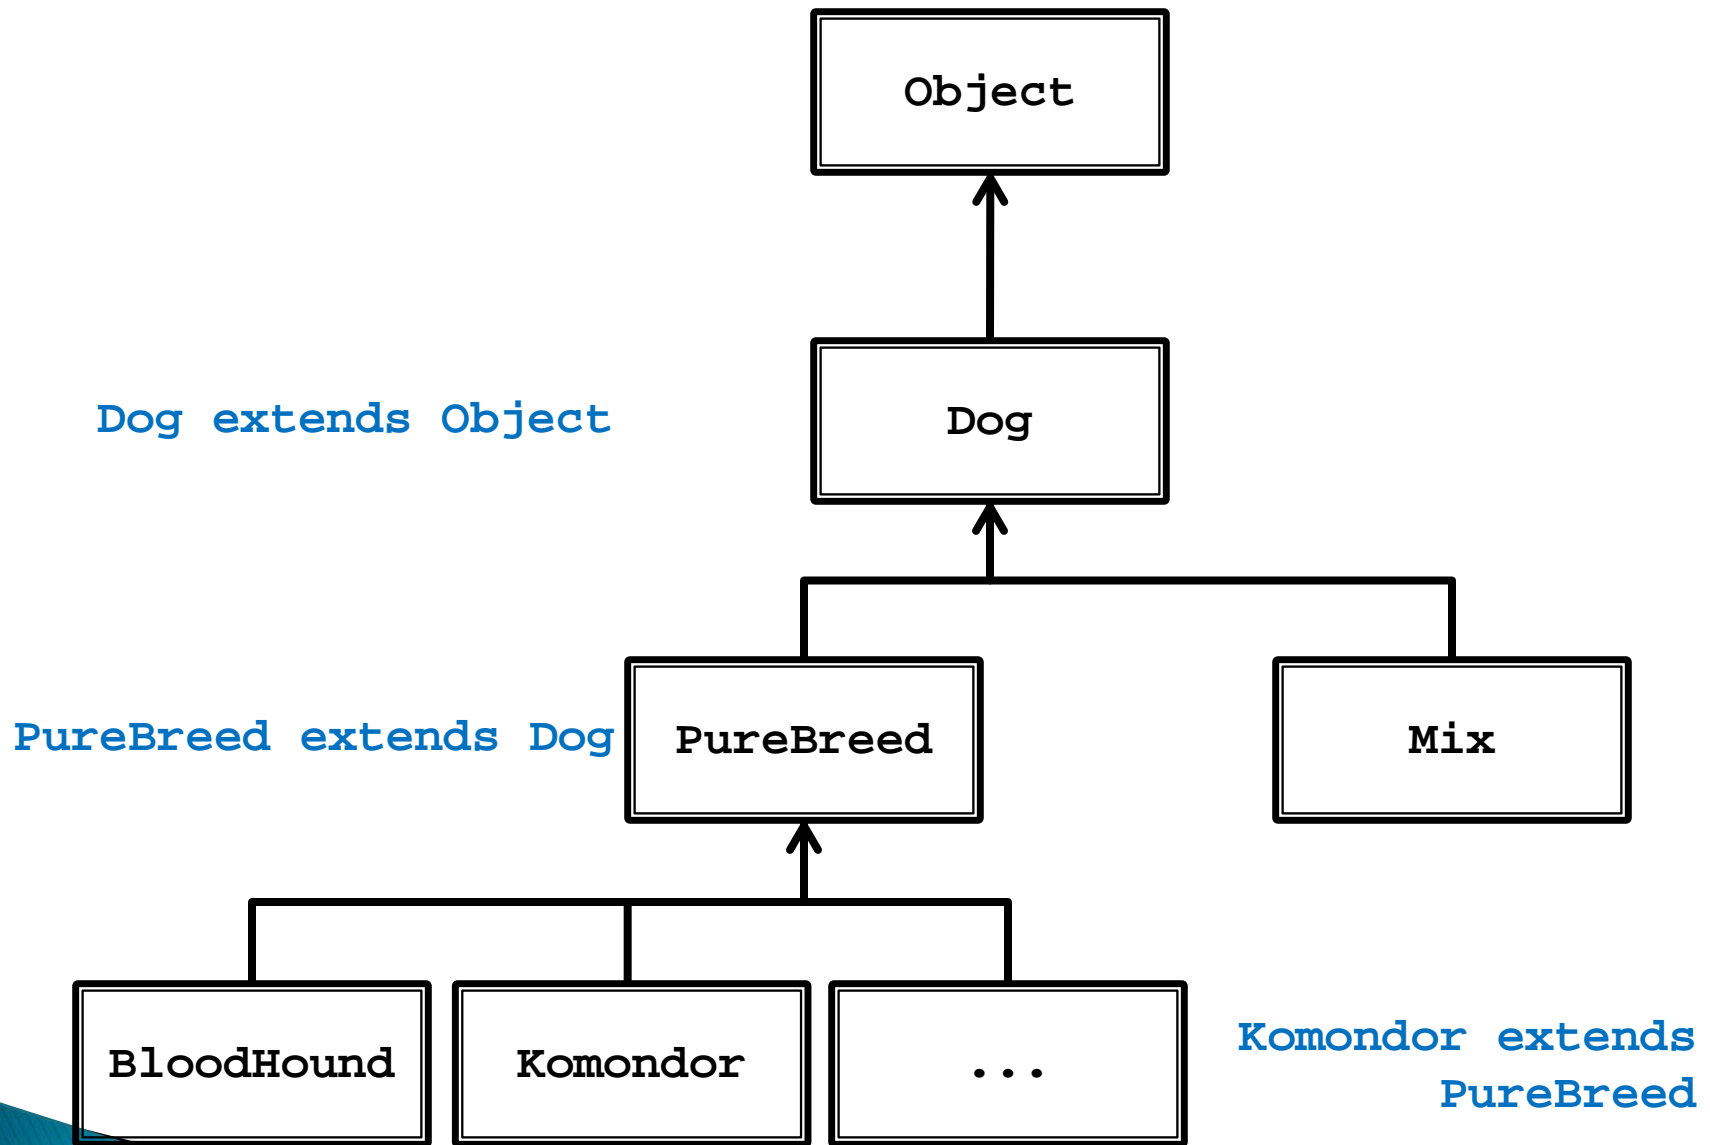 Object
Dog extends Object
Dog
PureBreed extends Dog
PureBreed
Mix
BloodHound
Komondor
...
Komondor extends
PureBreed